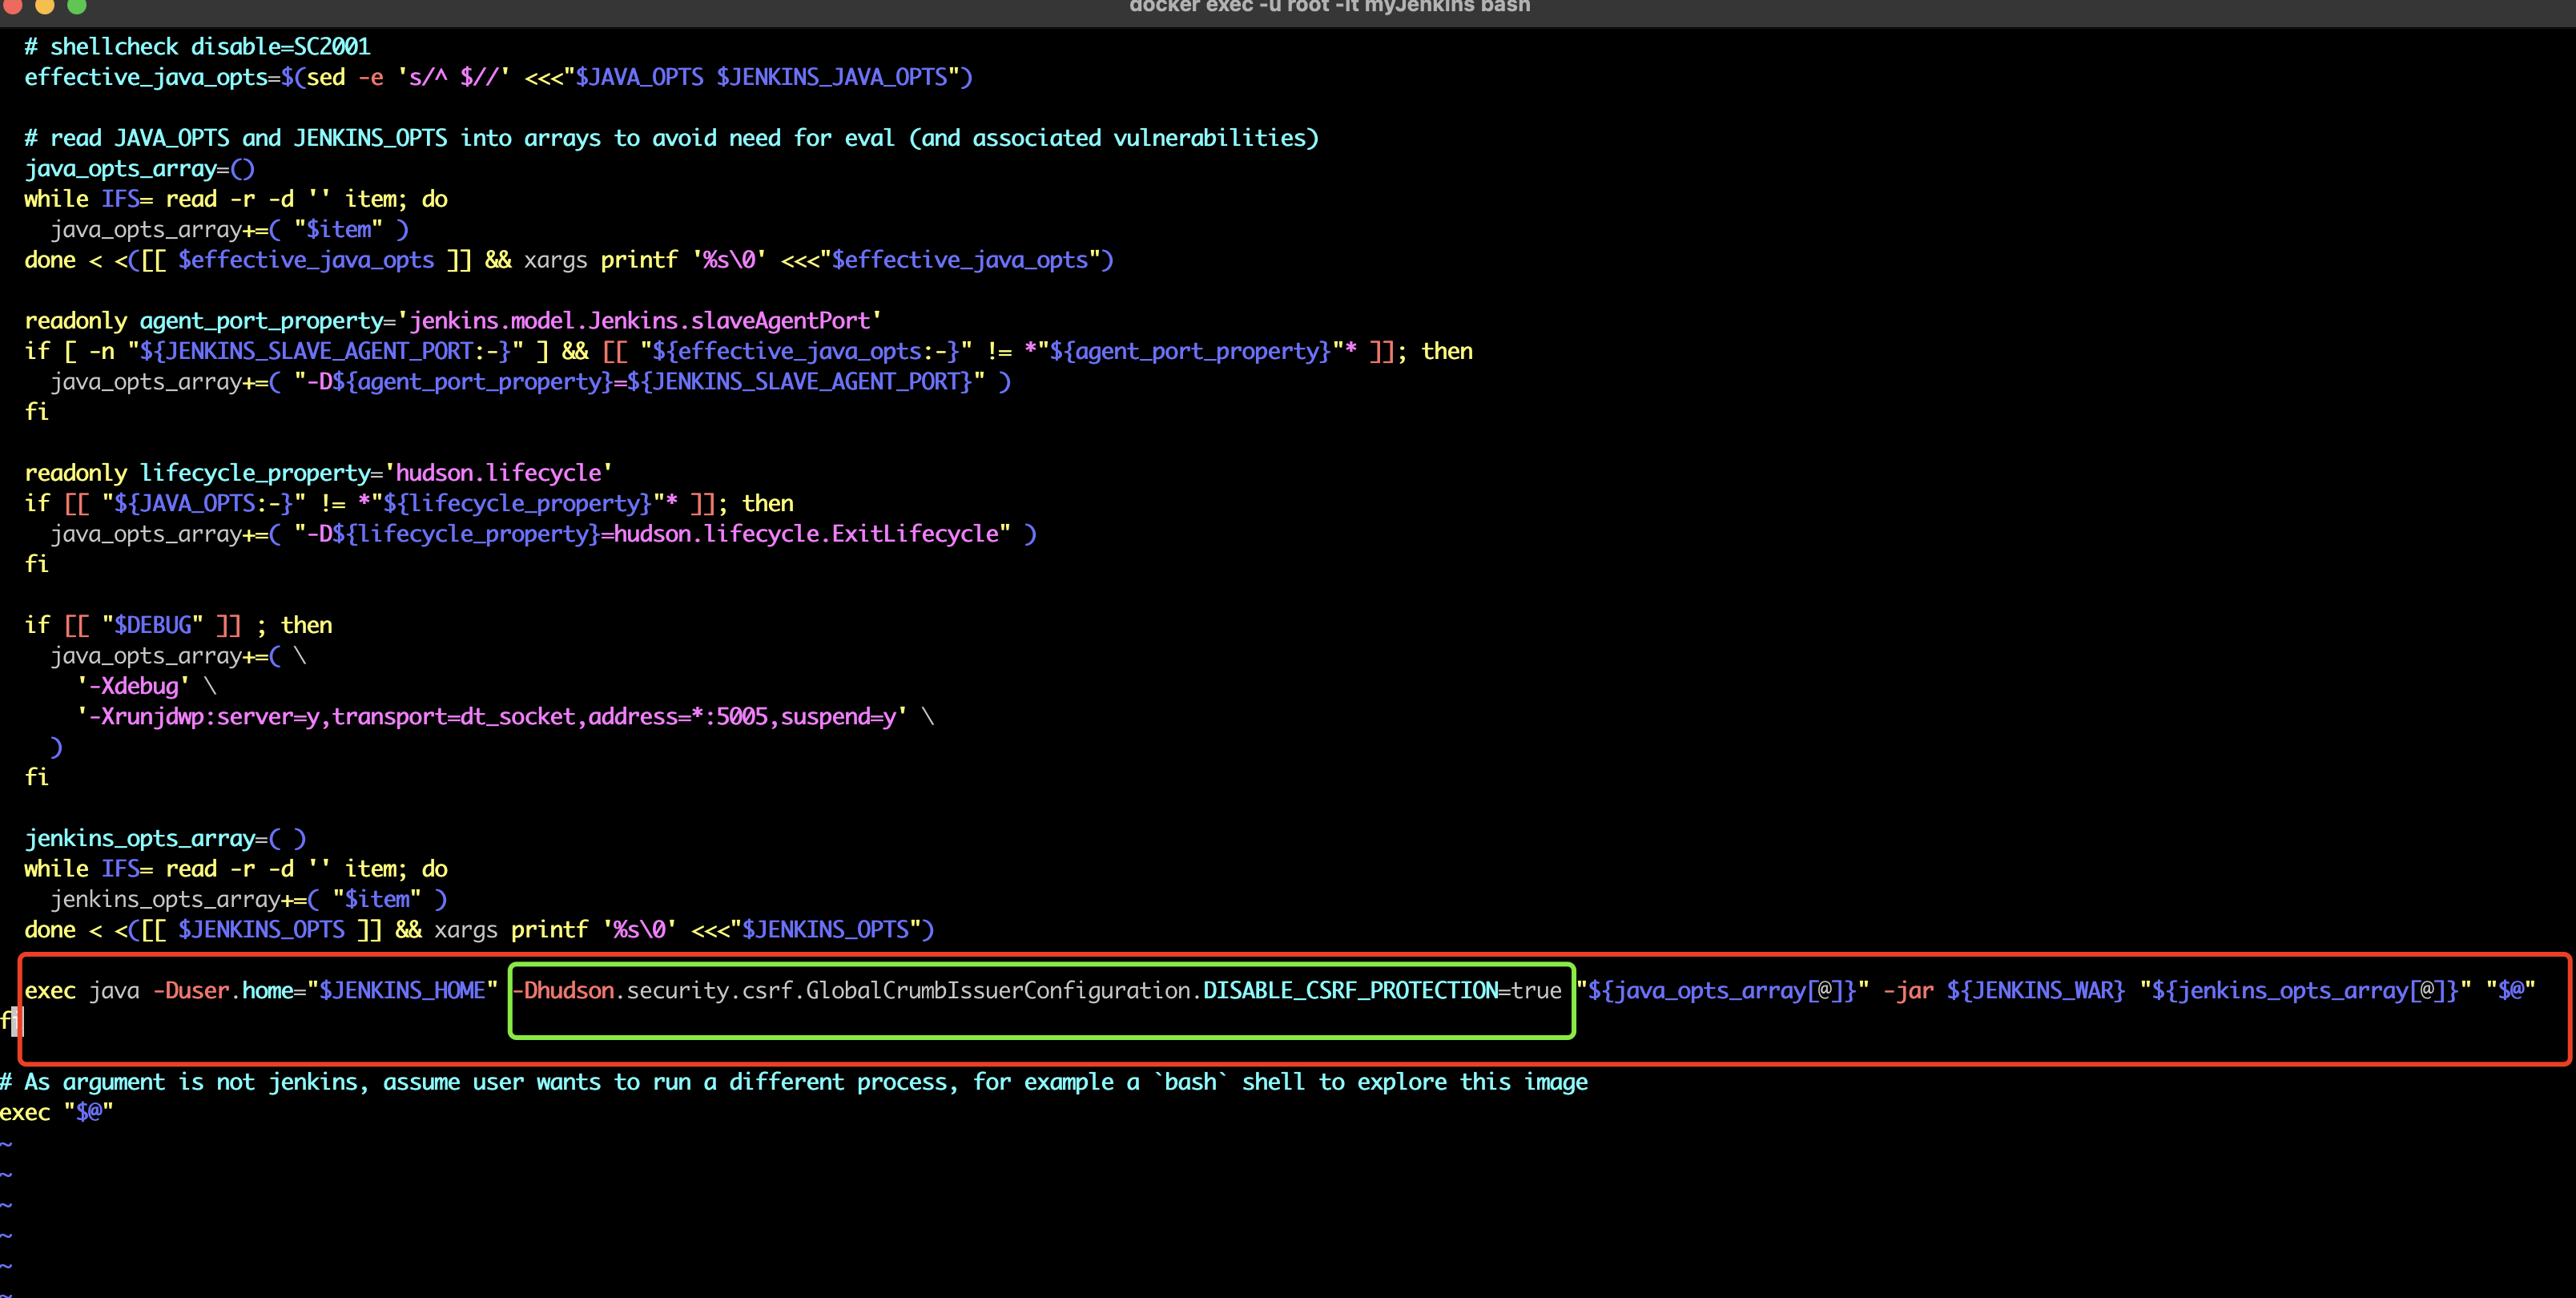 docker exec -u root -it myJenkins bash
# shellcheck disable=SC2001
effective_java_opts=$(sed -e 's/^ $//' <<<"$JAVA_OPTS $JENKINS_JAVA_OPTS")
# read JAVA_OPTS and JENKINS_OPTS into arrays to avoid need for eval (and associated vulnerabilities)
java_opts_array=()
while IFS= read -r -d '' item; do
java_opts_array+=( "$item" )
done < <([[ $effective_java_opts ]] && xargs printf '%s\0' <<<"$effective_java_opts")
readonly agent_port_property='jenkins.model.Jenkins.slaveAgentPort'
if [ -n "${JENKINS_SLAVE_AGENT_PORT:-}" ] && [[ "${effective_java_opts:-}" != *"${agent_port_property}"* ]]; then
java_opts_array+=( "-D${agent_port_property}=${JENKINS_SLAVE_AGENT_PORT}" )
fi
readonly lifecycle_property='hudson.lifecycle'
if [[ "${JAVA_OPTS:-}" != *"${lifecycle_property}"* ]]; then
java_opts_array+=( "-D${lifecycle_property}=hudson.lifecycle.ExitLifecycle" )
fi
if [[ "$DEBUG" ]] ; then
java_opts_array+=( \
'-Xdebug' \
'-Xrunjdwp:server=y,transport=dt_socket,address=*:5005,suspend=y' \
)
fi
jenkins_opts_array=( )
while IFS= read -r -d '' item; do
jenkins_opts_array+=( "$item" )
done < <([[ $JENKINS_OPTS ]] && xargs printf '%s\0' <<<"$JENKINS_OPTS")
exec java -Duser.home="$JENKINS_HOME" -Dhudson.security.csrf.GlobalCrumbIssuerConfiguration.DISABLE_CSRF_PROTECTION=true "${java_opts_array[@]}" -jar ${JENKINS_WAR} "${jenkins_opts_array[@]}" "$@"
fi
# As argument is not jenkins, assume user wants to run a different process, for example a `bash` shell to explore this image
exec "$@"
~
~
~
~
~
~